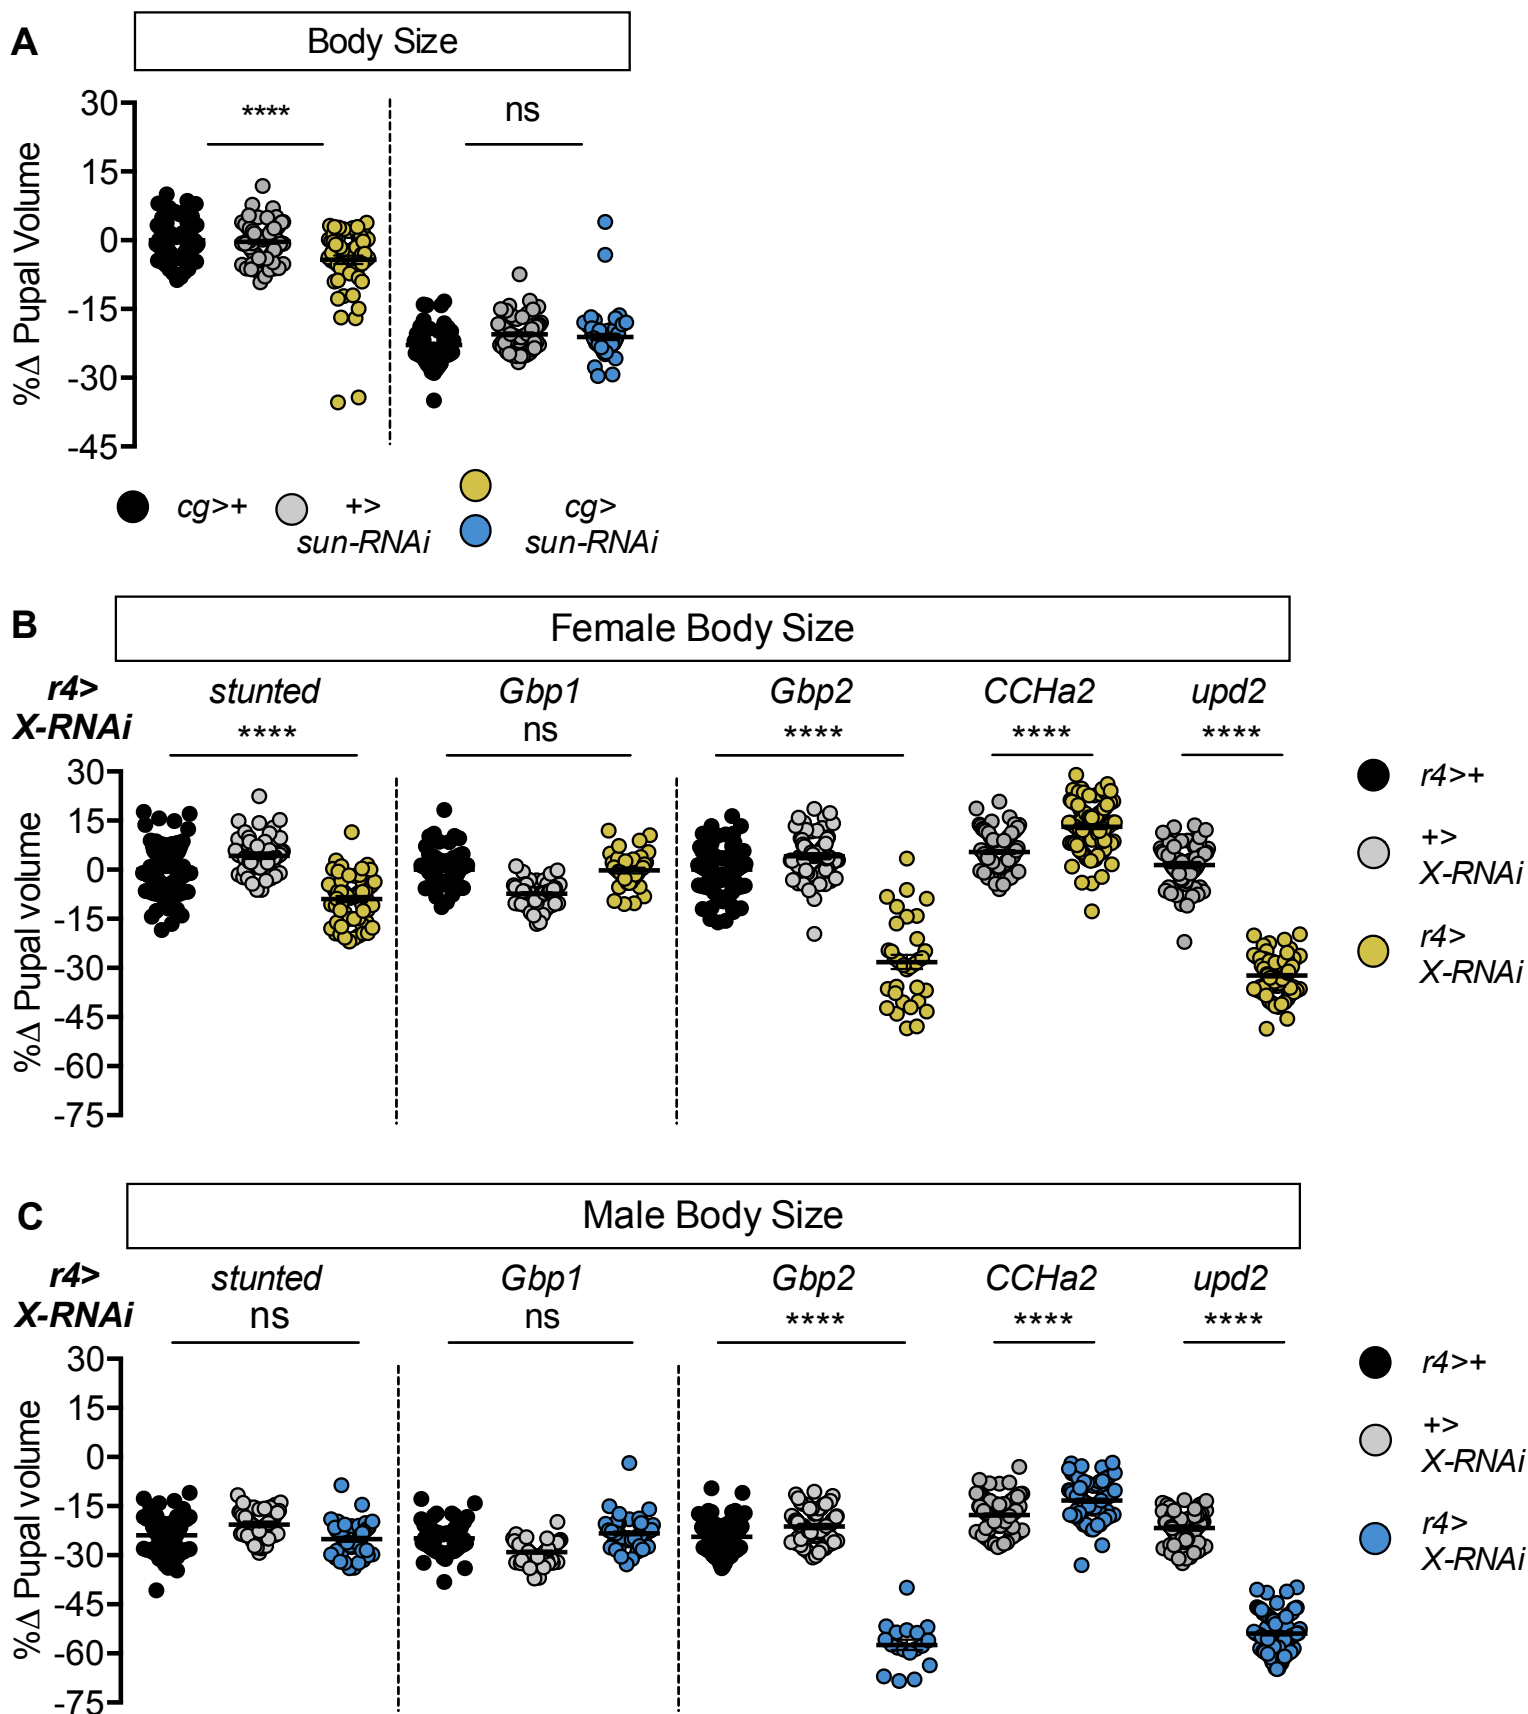 A
Body Size
**** ns
30
15
0
-15
-30
-45
%Δ Pupal Volume
cg>+ +> cg>
sun-RNAi sun-RNAi
B
Female Body Size
r4> stunted Gbp1 Gbp2 CCHa2 upd2
X-RNAi **** ns **** **** ****
30
15
0
-15
-30
-45
-60
-75
%Δ Pupal volume
r4>+
+>
X-RNAi
r4>
X-RNAi
C
Male Body Size
r4> stunted Gbp1 Gbp2 CCHa2 upd2
X-RNAi ns ns **** **** ****
30
15
0
-15
-30
-45
-60
-75
%Δ Pupal volume
r4>+
+>
X-RNAi
r4>
X-RNAi